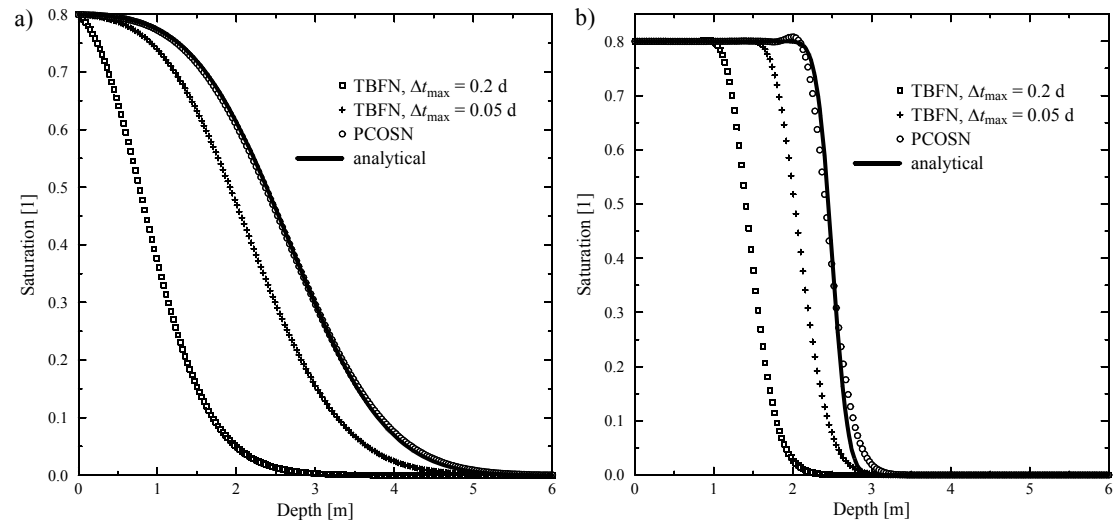 a)
0.8
0.7
0.6
0.5
0.4
0.3
0.2
0.1
0.0
Saturation [1]
TBFN, Δtmax = 0.2 d
TBFN, Δtmax = 0.05 d
PCOSN
analytical
0 1 2 3 4 5 6
Depth [m]
b)
0.8
0.7
0.6
0.5
0.4
0.3
0.2
0.1
0.0
Saturation [1]
TBFN, Δtmax = 0.2 d
TBFN, Δtmax = 0.05 d
PCOSN
analytical
0 1 2 3 4 5 6
Depth [m]